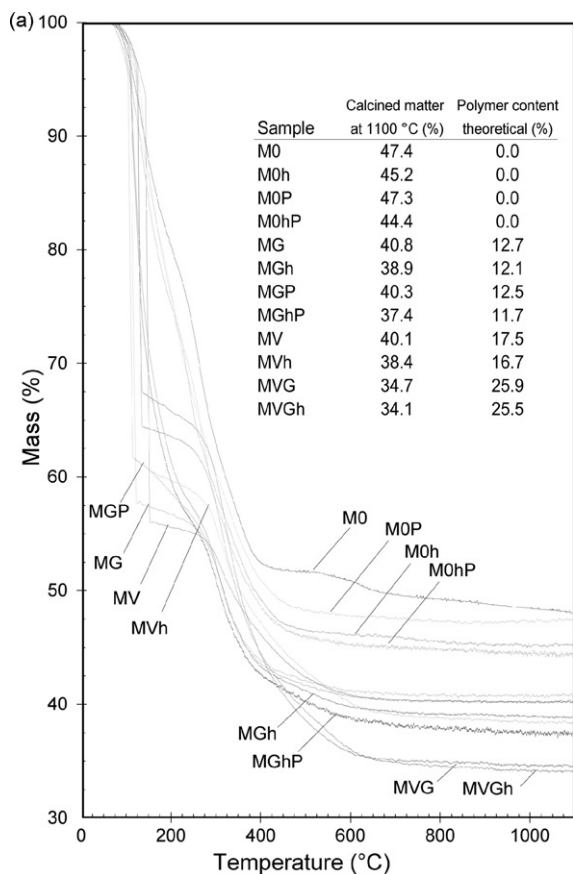 (a)
100
90
80
70
60
50
40
30
Mass (%)
Calcined matter Polymer content
Sample at 1100 °C (%) theoretical (%)
M0 47.4 0.0
M0h 45.2 0.0
M0P 47.3 0.0
M0hP 44.4 0.0
MG 40.8 12.7
MGh 38.9 12.1
MGP 40.3 12.5
MGhP 37.4 11.7
MV 40.1 17.5
MVh 38.4 16.7
MVG 34.7 25.9
MVGh 34.1 25.5
MGP
MG
MV
MVh
M0
M0P
M0h
M0hP
MGh
MGhP
MVG
MVGh
0 200 400 600 800 1000
Temperature (°C)